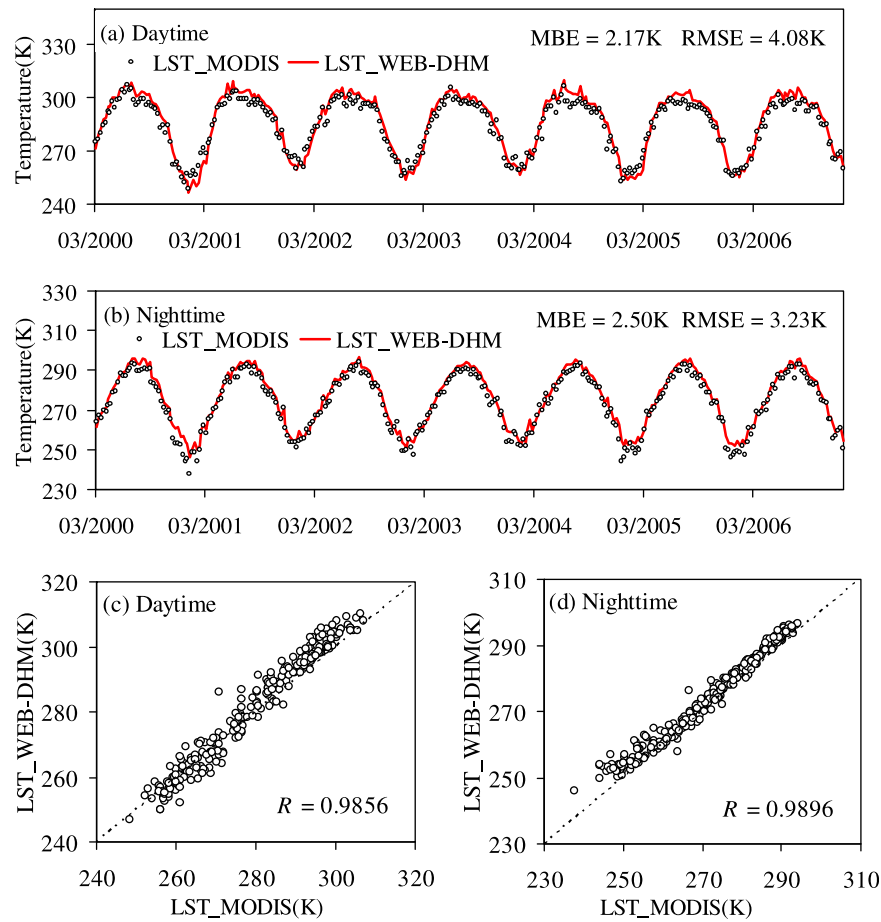 (a) Daytime MBE = 2.17K RMSE = 4.08K
LST_MODIS LST_WEB-DHM
Temperature(K)
330
300
270
240
03/2000 03/2001 03/2002 03/2003 03/2004 03/2005 03/2006
(b) Nighttime MBE = 2.50K RMSE = 3.23K
LST_MODIS LST_WEB-DHM
Temperature(K)
330
310
290
270
250
230
03/2000 03/2001 03/2002 03/2003 03/2004 03/2005 03/2006
(c) Daytime
LST_WEB-DHM(K)
320
300
280
260
240
R = 0.9856
240 260 280 300 320
LST_MODIS(K)
(d) Nighttime
LST_WEB-DHM(K)
310
290
270
250
230
R = 0.9896
230 250 270 290 310
LST_MODIS(K)